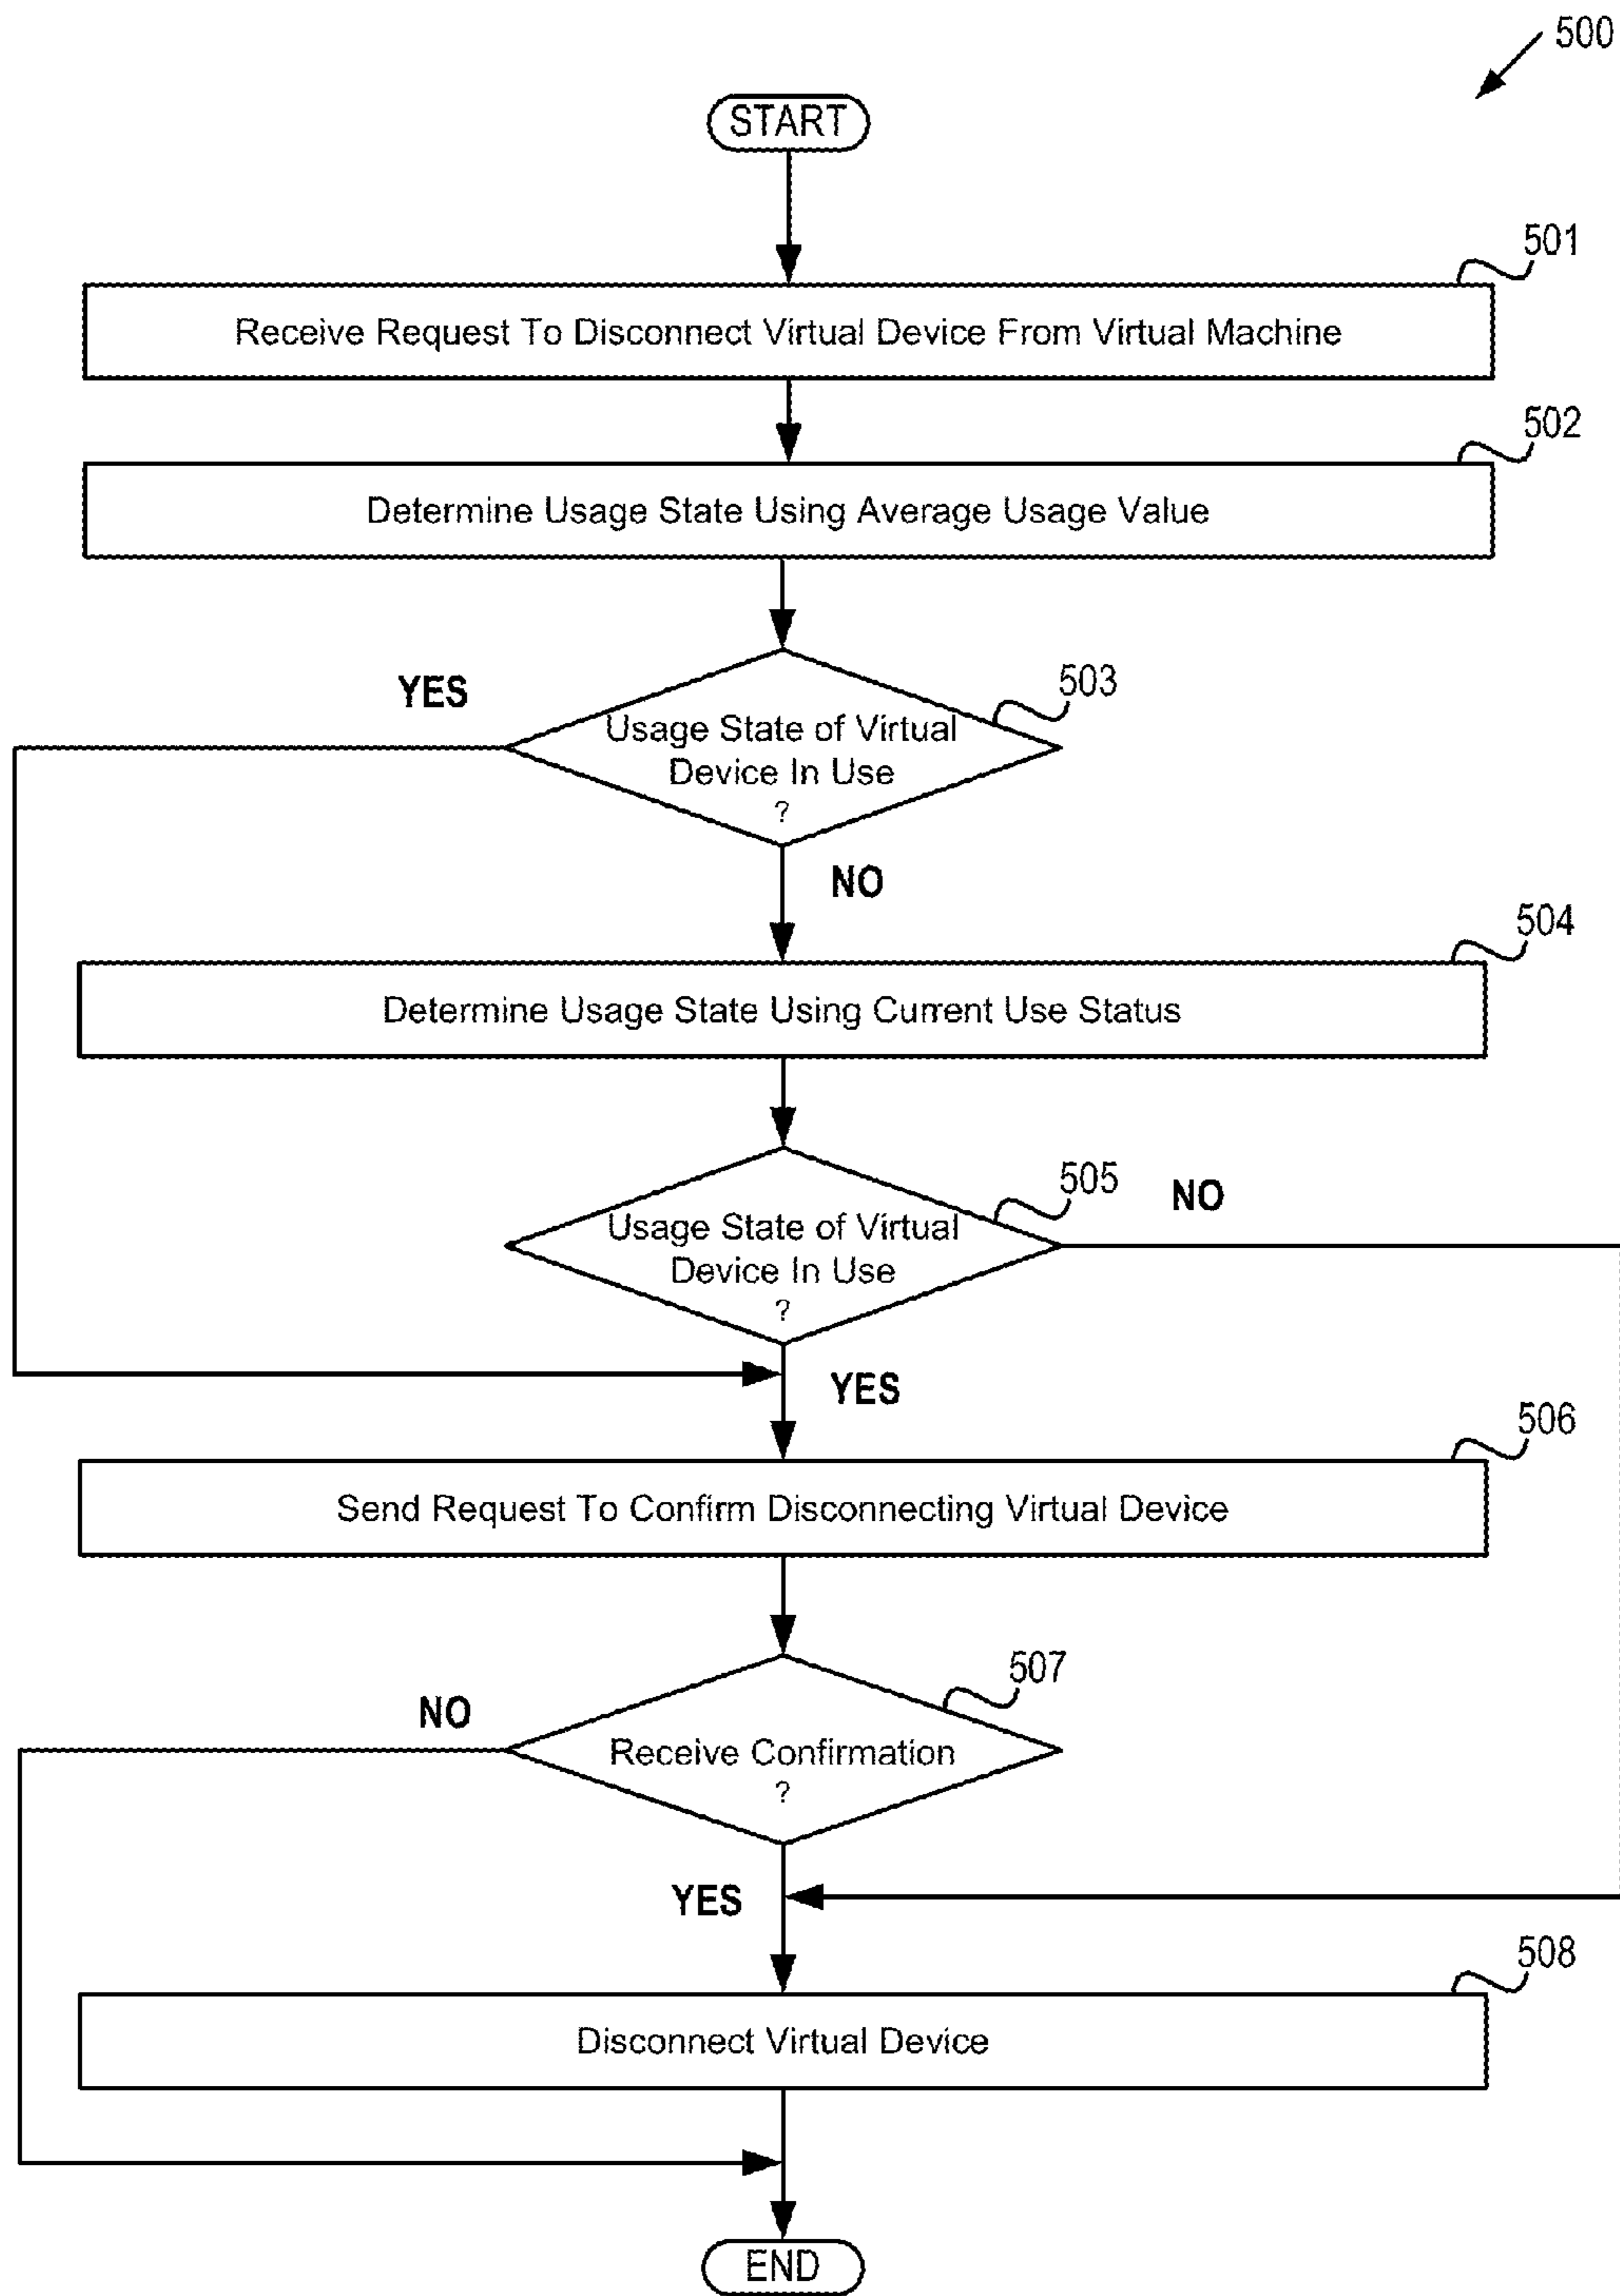 500
START
501
Receive Request To Disconnect Virtual Device From Virtual Machine
502
Determine Usage State Using Average Usage Value
503
YES
Usage State of Virtual
Device In Use
?
NO
504
Determine Usage State Using Current Use Status
505
NO
Usage State of Virtual
Device In Use
?
YES
506
Send Request To Confirm Disconnecting Virtual Device
507
NO
Receive Confirmation
?
YES
508
Disconnect Virtual Device
END